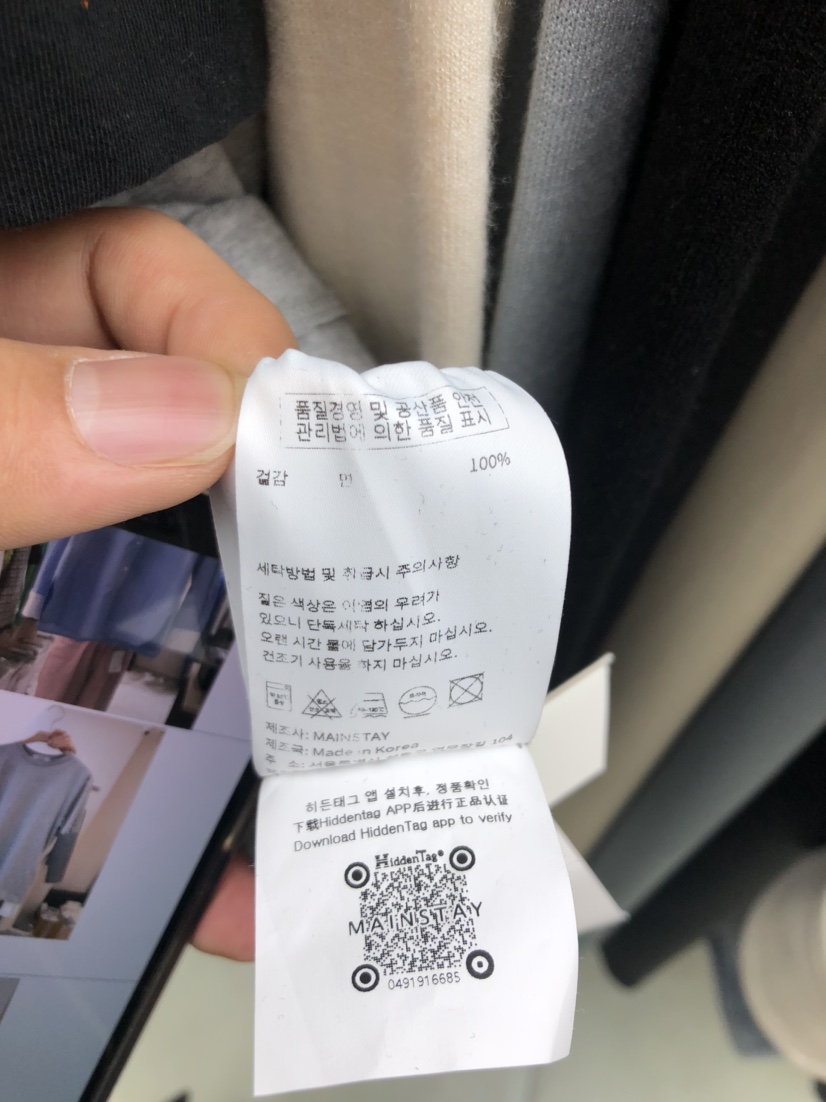 품질경영 및 공산품 안전
관리법에 의한 품질 표시
겉감 면 100%
세탁방법 및 취급시 주의사항
짙은 색상은 이염의 우려가
있으니 단독세탁 하십시오.
오랜 시간 물에 담가두지 마십시오.
건조기 사용을 하지 마십시오.
제조사: MAINSTAY
제조국: Made in Korea
주 소: 104
히든태그 앱 설치후, 정품확인
下载Hiddentag APP后进行正品认证
Download HiddenTag app to verify
HiddenTag®
MAINSTAY
0491916685